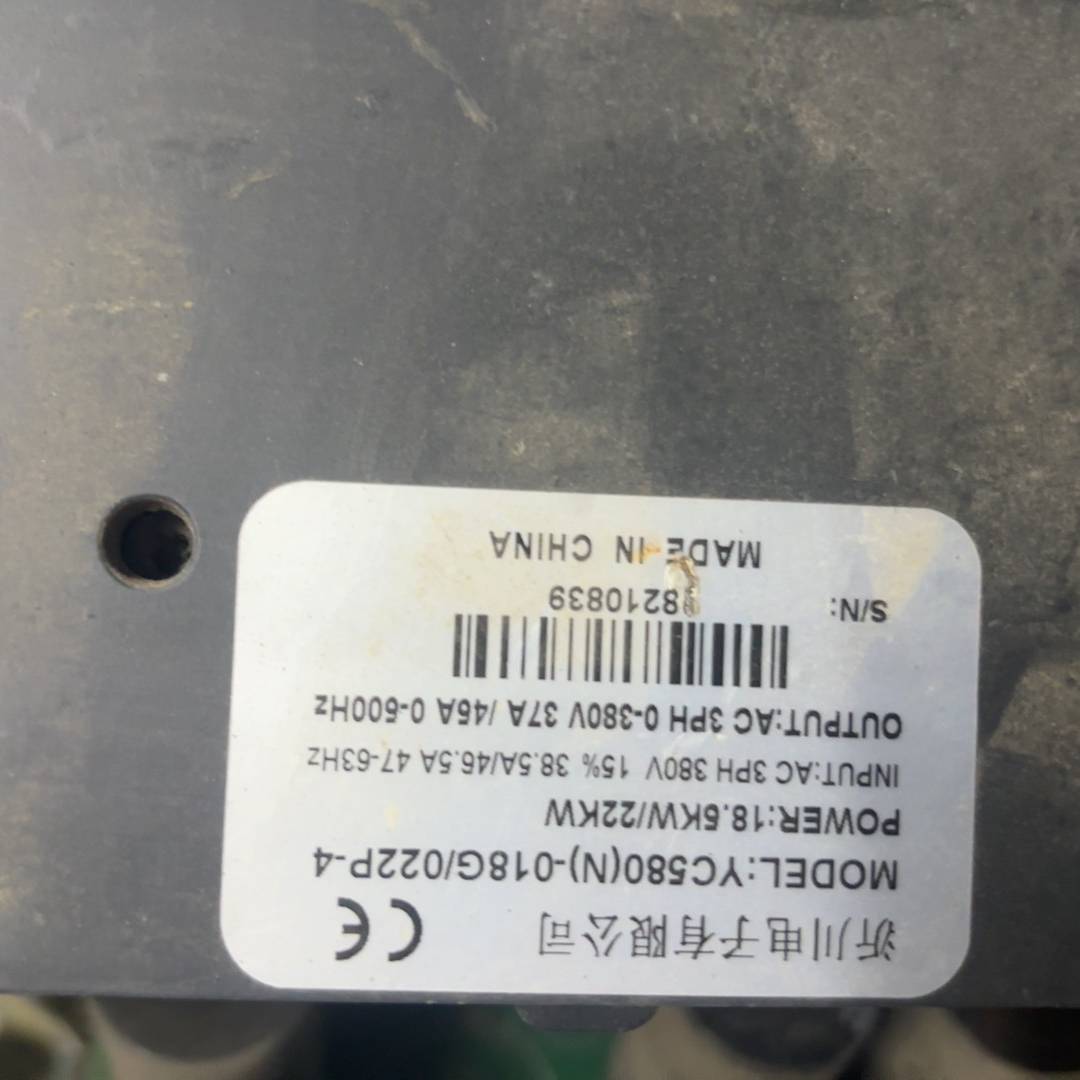 沂川电子有限公司 CE
MODEL:YC580(N)-018G/022P-4
POWER:18.5KW/22KW
INPUT:AC 3PH 380V 15% 38.5A/46.5A 47-63Hz
OUTPUT:AC 3PH 0-380V 37A /45A 0-500Hz
S/N: 8210839
MADE IN CHINA